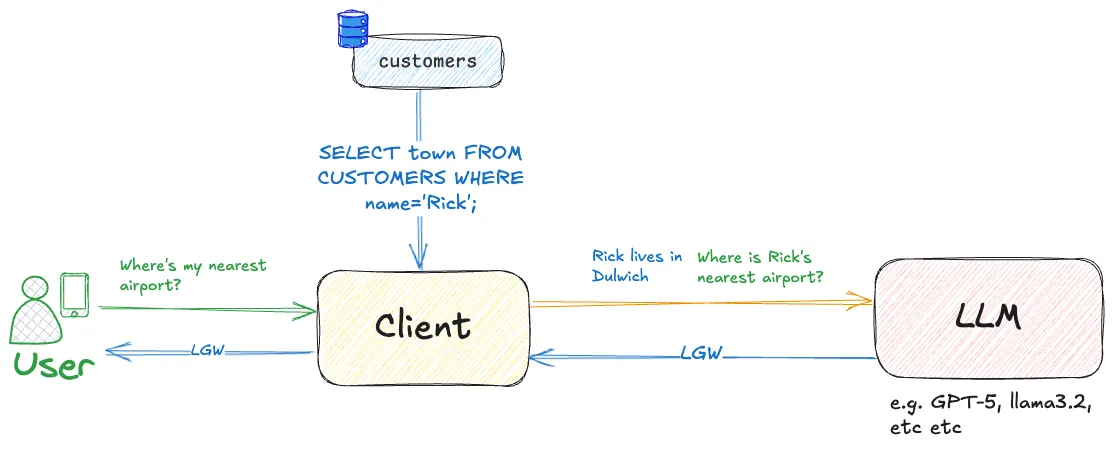 customers
SELECT town FROM
CUSTOMERS WHERE
name='Rick';
Where's my nearest
airport?
Rick lives in
Dulwich
Where is Rick's
nearest airport?
User
LGW
Client
LGW
LLM
e.g. GPT-5, llama3.2,
etc etc